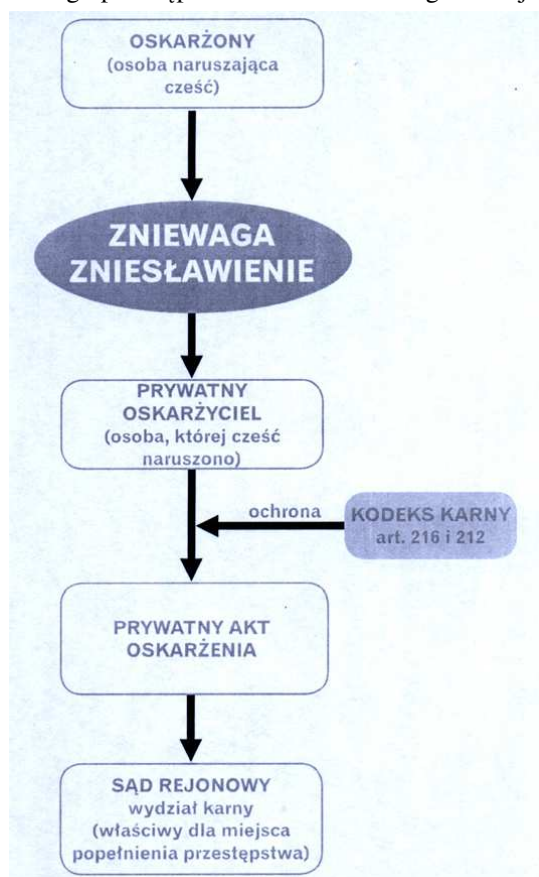 OSKARŻONY
(osoba naruszająca
cześć)
ZNIEWAGA
ZNIESŁAWIENIE
PRYWATNY
OSKARŻYCIEL
(osoba, której cześć
naruszono)
ochrona
KODEKS KARNY
art. 216 i 212
PRYWATNY AKT
OSKARŻENIA
SĄD REJONOWY
wydział karny
(właściwy dla miejsca
popełnienia przestępstwa)